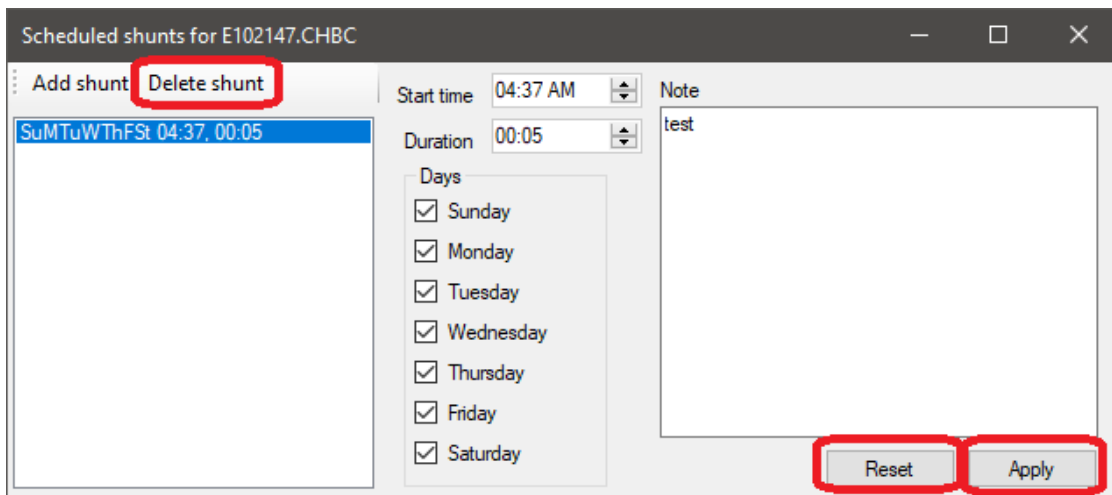 Scheduled shunts for E102147.CHBC
Add shunt Delete shunt
SuMTuWThFSt 04:37, 00:05
Start time 04:37 AM
Duration 00:05
Days
Sunday
Monday
Tuesday
Wednesday
Thursday
Friday
Saturday
Note
test
Reset Apply